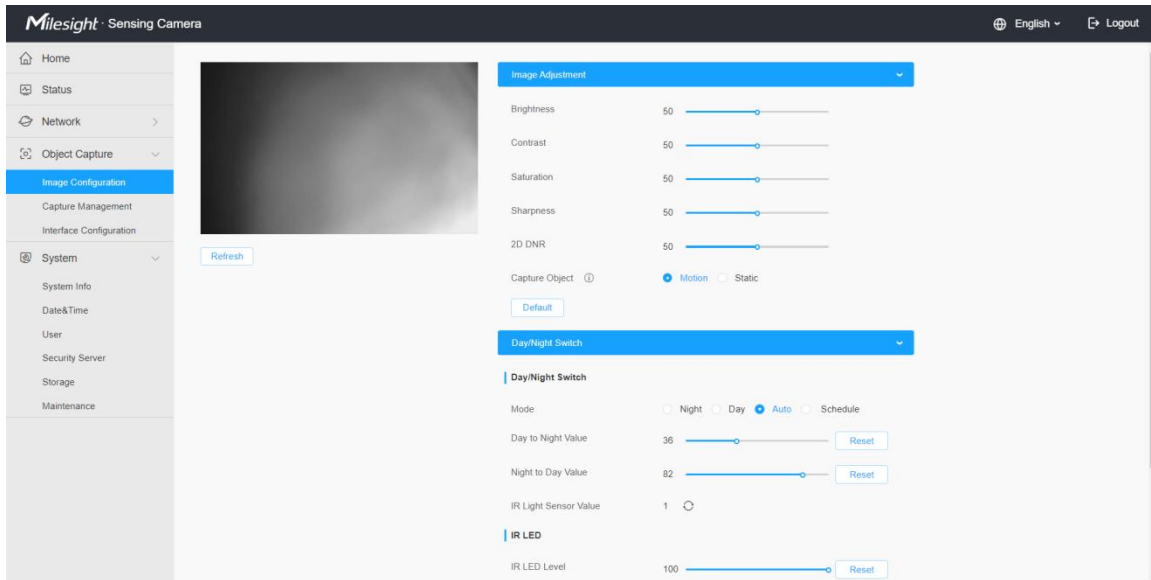 Milesight · Sensing Camera
English
Logout
Home
Status
Network
Object Capture
Image Configuration
Capture Management
Interface Configuration
System
System Info
Date&Time
User
Security Server
Storage
Maintenance
Refresh
Image Adjustment
Brightness 50
Contrast 50
Saturation 50
Sharpness 50
2D DNR 50
Capture Object Motion Static
Default
Day/Night Switch
Day/Night Switch
Mode Night Day Auto Schedule
Day to Night Value 36 Reset
Night to Day Value 82 Reset
IR Light Sensor Value 1
IR LED
IR LED Level 100 Reset